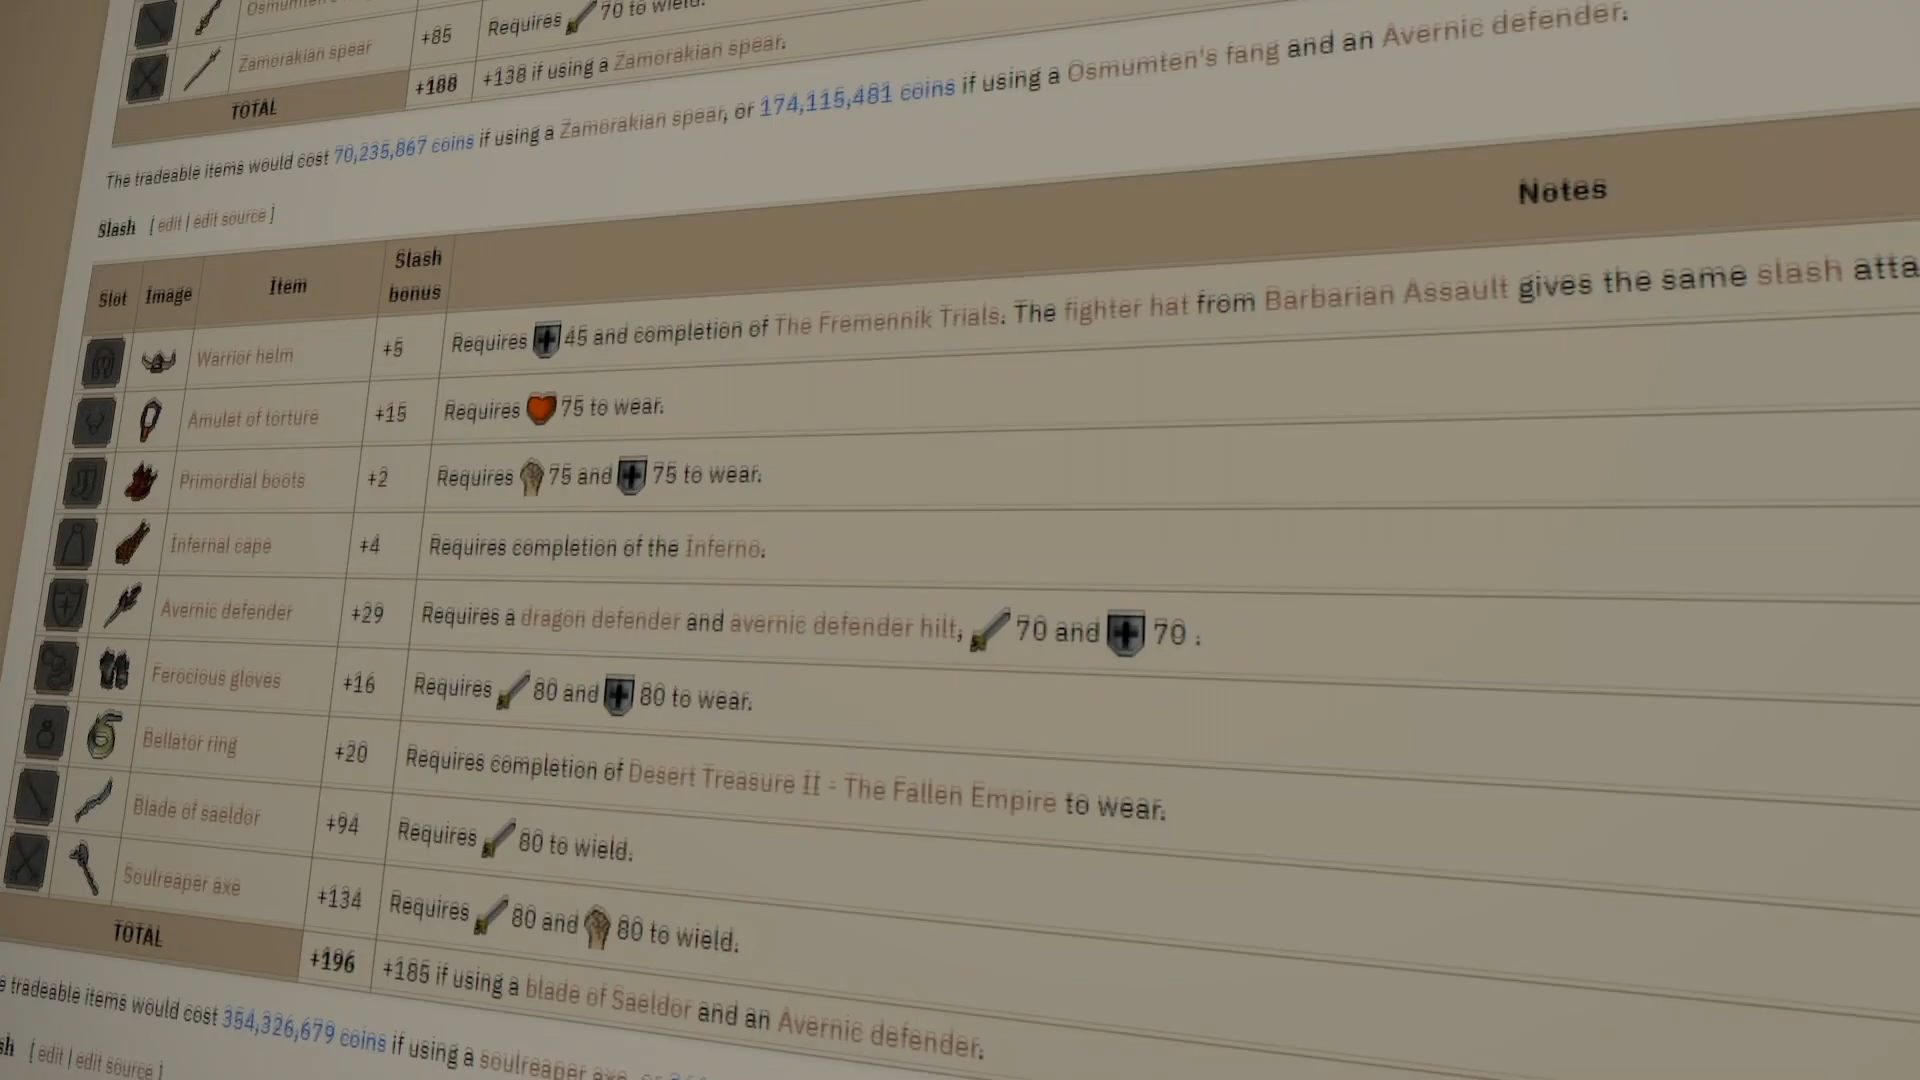 Osmumten's
Requires 70 to wield.
Zamorakian spear +85
TOTAL +188 +138 if using a Zamorakian spear.
The tradeable items would cost 70,235,867 coins if using a Zamorakian spear, or 174,115,481 coins if using a Osmumten's fang and an Avernic defender.
Slash [ edit | edit source ]
Slot Image Item Slash bonus Notes
Warrior helm +5 Requires 45 and completion of The Fremennik Trials. The fighter hat from Barbarian Assault gives the same slash atta
Amulet of torture +15 Requires 75 to wear.
Primordial boots +2 Requires 75 and 75 to wear.
Infernal cape +4 Requires completion of the Inferno.
Avernic defender +29 Requires a dragon defender and avernic defender hilt, 70 and 70 .
Ferocious gloves +16 Requires 80 and 80 to wear.
Bellator ring +20 Requires completion of Desert Treasure II - The Fallen Empire to wear.
Blade of saeldor +94 Requires 80 to wield.
Soulreaper axe +134 Requires 80 and 80 to wield.
TOTAL +196 +185 if using a blade of Saeldor and an Avernic defender.
e tradeable items would cost 354,326,679 coins if using a soulreaper axe, or
sh [ edit | edit source ]